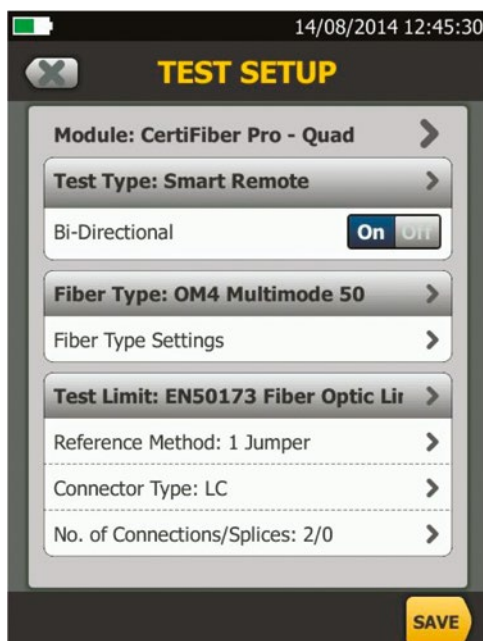 14/08/2014 12:45:30
TEST SETUP
Module: CertiFiber Pro - Quad
Test Type: Smart Remote
Bi-Directional
On Off
Fiber Type: OM4 Multimode 50
Fiber Type Settings
Test Limit: EN50173 Fiber Optic Lir
Reference Method: 1 Jumper
Connector Type: LC
No. of Connections/Splices: 2/0
SAVE